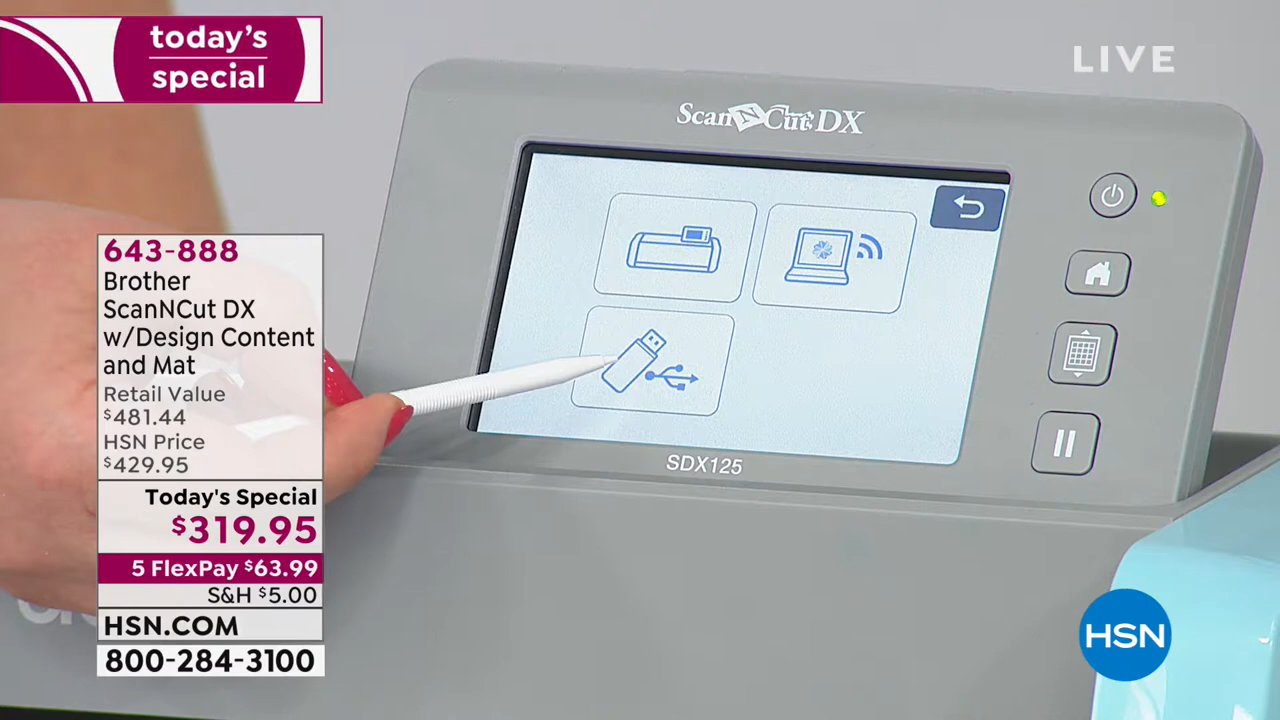 today's
special
LIVE
ScanNCut DX
643-888
Brother
ScanNCut DX
w/Design Content
and Mat
Retail Value
$481.44
HSN Price
$429.95
Today's Special
$319.95
5 FlexPay $63.99
S&H $5.00
HSN.COM
800-284-3100
SDX125
HSN